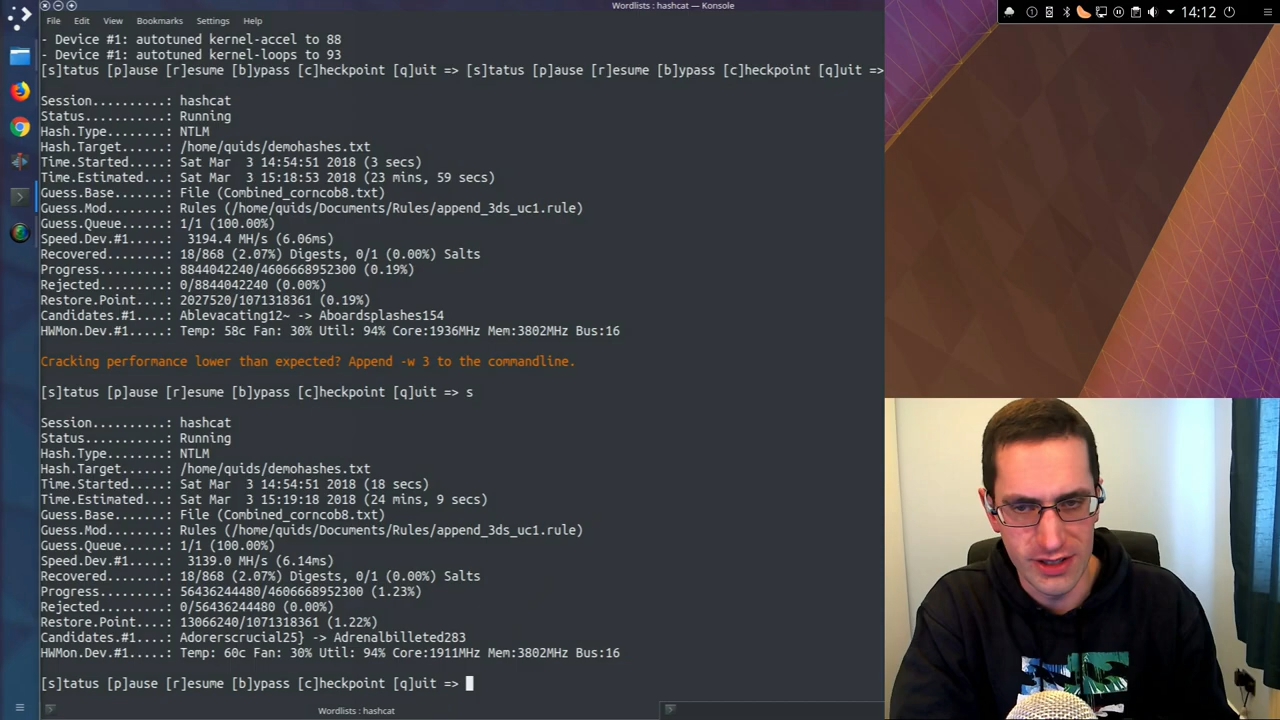 Wordlists : hashcat — Konsole
File Edit View Bookmarks Settings Help
14:12
- Device #1: autotuned kernel-accel to 88
- Device #1: autotuned kernel-loops to 93
[s]tatus [p]ause [r]esume [b]ypass [c]heckpoint [q]uit => [s]tatus [p]ause [r]esume [b]ypass [c]heckpoint [q]uit =>
Session..........: hashcat
Status...........: Running
Hash.Type........: NTLM
Hash.Target......: /home/quids/demohashes.txt
Time.Started.....: Sat Mar  3 14:54:51 2018 (3 secs)
Time.Estimated...: Sat Mar  3 15:18:53 2018 (23 mins, 59 secs)
Guess.Base.......: File (Combined_corncob8.txt)
Guess.Mod........: Rules (/home/quids/Documents/Rules/append_3ds_uc1.rule)
Guess.Queue......: 1/1 (100.00%)
Speed.Dev.#1.....:  3194.4 MH/s (6.06ms)
Recovered........: 18/868 (2.07%) Digests, 0/1 (0.00%) Salts
Progress.........: 8844042240/4606668952300 (0.19%)
Rejected.........: 0/8844042240 (0.00%)
Restore.Point....: 2027520/1071318361 (0.19%)
Candidates.#1....: Ablevacating12~ -> Aboardsplashes154
HWMon.Dev.#1.....: Temp: 58c Fan: 30% Util: 94% Core:1936MHz Mem:3802MHz Bus:16
Cracking performance lower than expected? Append -w 3 to the commandline.
[s]tatus [p]ause [r]esume [b]ypass [c]heckpoint [q]uit => s
Session..........: hashcat
Status...........: Running
Hash.Type........: NTLM
Hash.Target......: /home/quids/demohashes.txt
Time.Started.....: Sat Mar  3 14:54:51 2018 (18 secs)
Time.Estimated...: Sat Mar  3 15:19:18 2018 (24 mins, 9 secs)
Guess.Base.......: File (Combined_corncob8.txt)
Guess.Mod........: Rules (/home/quids/Documents/Rules/append_3ds_uc1.rule)
Guess.Queue......: 1/1 (100.00%)
Speed.Dev.#1.....:  3139.0 MH/s (6.14ms)
Recovered........: 18/868 (2.07%) Digests, 0/1 (0.00%) Salts
Progress.........: 56436244480/4606668952300 (1.23%)
Rejected.........: 0/56436244480 (0.00%)
Restore.Point....: 13066240/1071318361 (1.22%)
Candidates.#1....: Adorerscrucial25} -> Adrenalbilleted283
HWMon.Dev.#1.....: Temp: 60c Fan: 30% Util: 94% Core:1911MHz Mem:3802MHz Bus:16
[s]tatus [p]ause [r]esume [b]ypass [c]heckpoint [q]uit =>
Wordlists : hashcat